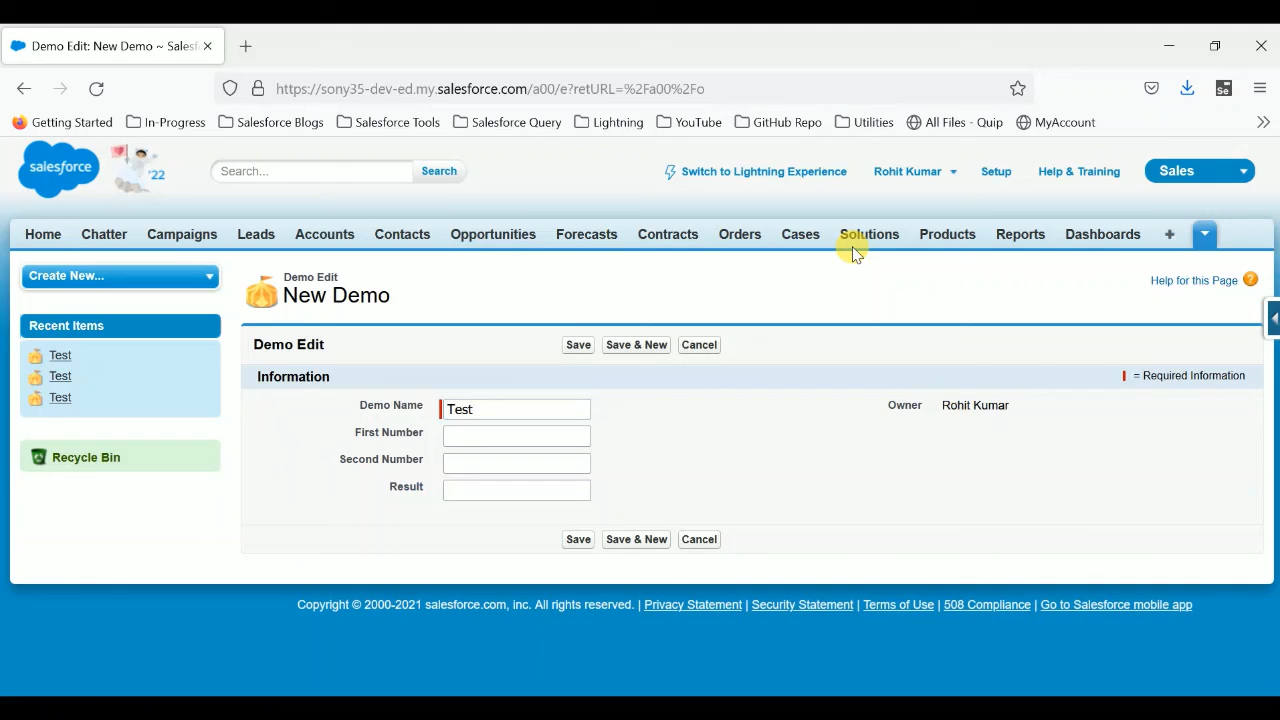 Demo Edit: New Demo ~ Salesf
https://sony35-dev-ed.my.salesforce.com/a00/e?retURL=%2Fa00%2Fo
Se
Getting Started In-Progress Salesforce Blogs Salesforce Tools Salesforce Query Lightning YouTube GitHub Repo Utilities All Files - Quip MyAccount
salesforce '22 Search... Search Switch to Lightning Experience Rohit Kumar Setup Help & Training Sales
Home Chatter Campaigns Leads Accounts Contacts Opportunities Forecasts Contracts Orders Cases Solutions Products Reports Dashboards +
Create New...
Demo Edit
New Demo
Help for this Page ?
Recent Items
Test
Test
Test
Recycle Bin
Demo Edit Save Save & New Cancel
Information = Required Information
Demo Name Test Owner Rohit Kumar
First Number
Second Number
Result
Save Save & New Cancel
Copyright © 2000-2021 salesforce.com, inc. All rights reserved. | Privacy Statement | Security Statement | Terms of Use | 508 Compliance | Go to Salesforce mobile app